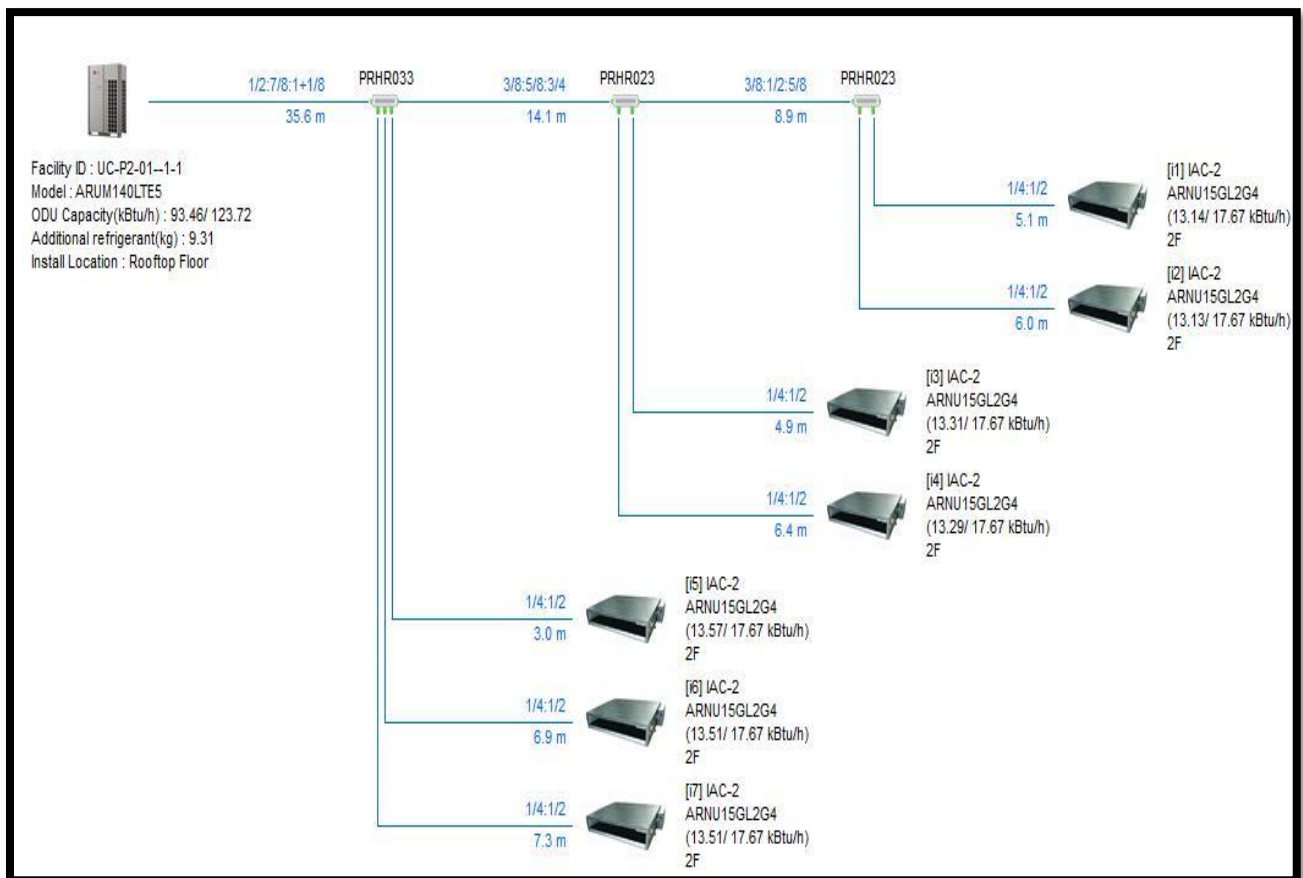 1/2:7/8:1+1/8
35.6 m
PRHR033
3/8:5/8:3/4
14.1 m
PRHR023
3/8:1/2:5/8
8.9 m
PRHR023
Facility ID : UC-P2-01--1-1
Model : ARUM140LTE5
ODU Capacity(kBtu/h) : 93.46/ 123.72
Additional refrigerant(kg) : 9.31
Install Location : Rooftop Floor
1/4:1/2
5.1 m
[i1] IAC-2
ARNU15GL2G4
(13.14/ 17.67 kBtu/h)
2F
1/4:1/2
6.0 m
[i2] IAC-2
ARNU15GL2G4
(13.13/ 17.67 kBtu/h)
2F
1/4:1/2
4.9 m
[i3] IAC-2
ARNU15GL2G4
(13.31/ 17.67 kBtu/h)
2F
1/4:1/2
6.4 m
[i4] IAC-2
ARNU15GL2G4
(13.29/ 17.67 kBtu/h)
2F
1/4:1/2
3.0 m
[i5] IAC-2
ARNU15GL2G4
(13.57/ 17.67 kBtu/h)
2F
1/4:1/2
6.9 m
[i6] IAC-2
ARNU15GL2G4
(13.51/ 17.67 kBtu/h)
2F
1/4:1/2
7.3 m
[i7] IAC-2
ARNU15GL2G4
(13.51/ 17.67 kBtu/h)
2F